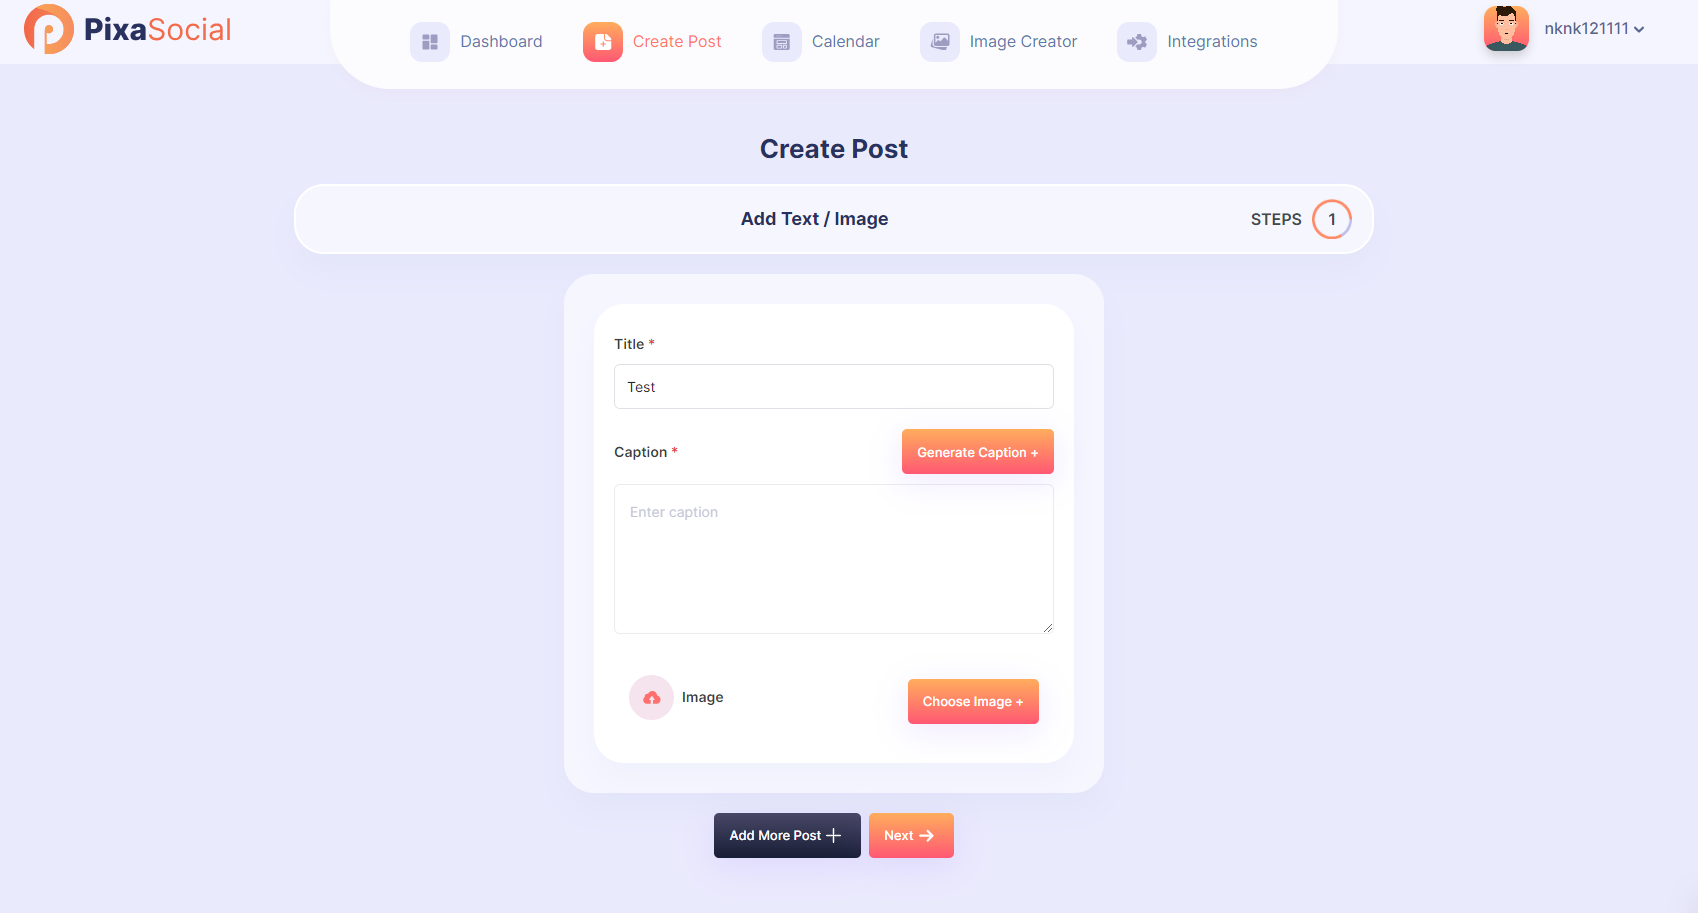 PixaSocial
Dashboard
Create Post
Calendar
Image Creator
Integrations
nknk121111
Create Post
Add Text / Image
STEPS 1
Title *
Test
Caption *
Generate Caption +
Enter caption
Image
Choose Image +
Add More Post +
Next →